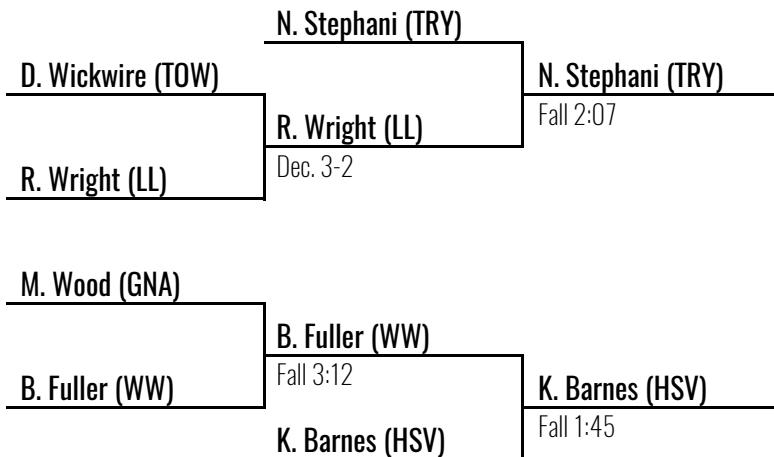 N. Stephani (TRY)
D. Wickwire (TOW)
N. Stephani (TRY)
Fall 2:07
R. Wright (LL)
Dec. 3-2
R. Wright (LL)
M. Wood (GNA)
B. Fuller (WW)
Fall 3:12
B. Fuller (WW)
K. Barnes (HSV)
Fall 1:45
K. Barnes (HSV)